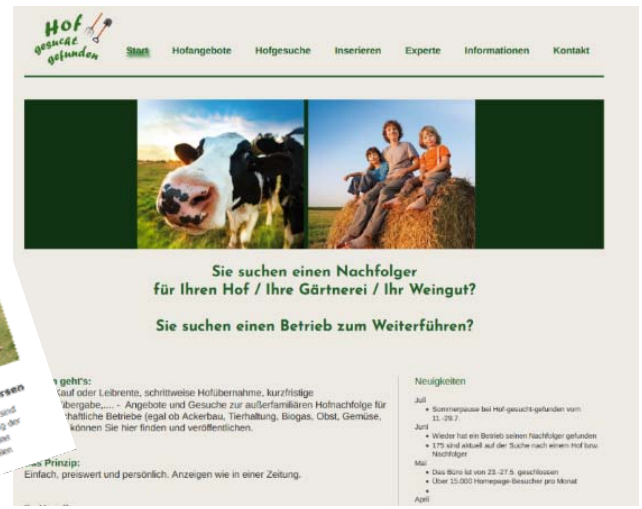 Hof
gesucht
gefunden
Start Hofangebote Hofgesuche Inserieren Experte Informationen Kontakt
Sie suchen einen Nachfolger
für Ihren Hof / Ihre Gärtnerei / Ihr Weingut?
Sie suchen einen Betrieb zum Weiterführen?
geht's:
Kauf oder Leibrente, schrittweise Hofübernahme, kurzfristige
übergabe,.... - Angebote und Gesuche zur außerfamiliären Hofnachfolge für
schaftliche Betriebe (egal ob Ackerbau, Tierhaltung, Biogas, Obst, Gemüse,
können Sie hier finden und veröffentlichen.
Das Prinzip:
Einfach, preiswert und persönlich. Anzeigen wie in einer Zeitung.
Neuigkeiten
Juli
• Sommerpause bei Hof-gesucht-gefunden vom
11.-29.7.
Juni
• Wieder hat ein Betrieb seinen Nachfolger gefunden
• 175 sind aktuell auf der Suche nach einem Hof bzw.
Nachfolger
Mai
• Das Büro ist von 23.-27.5. geschlossen
• Über 15.000 Homepage-Besucher pro Monat
•
April
sind
der